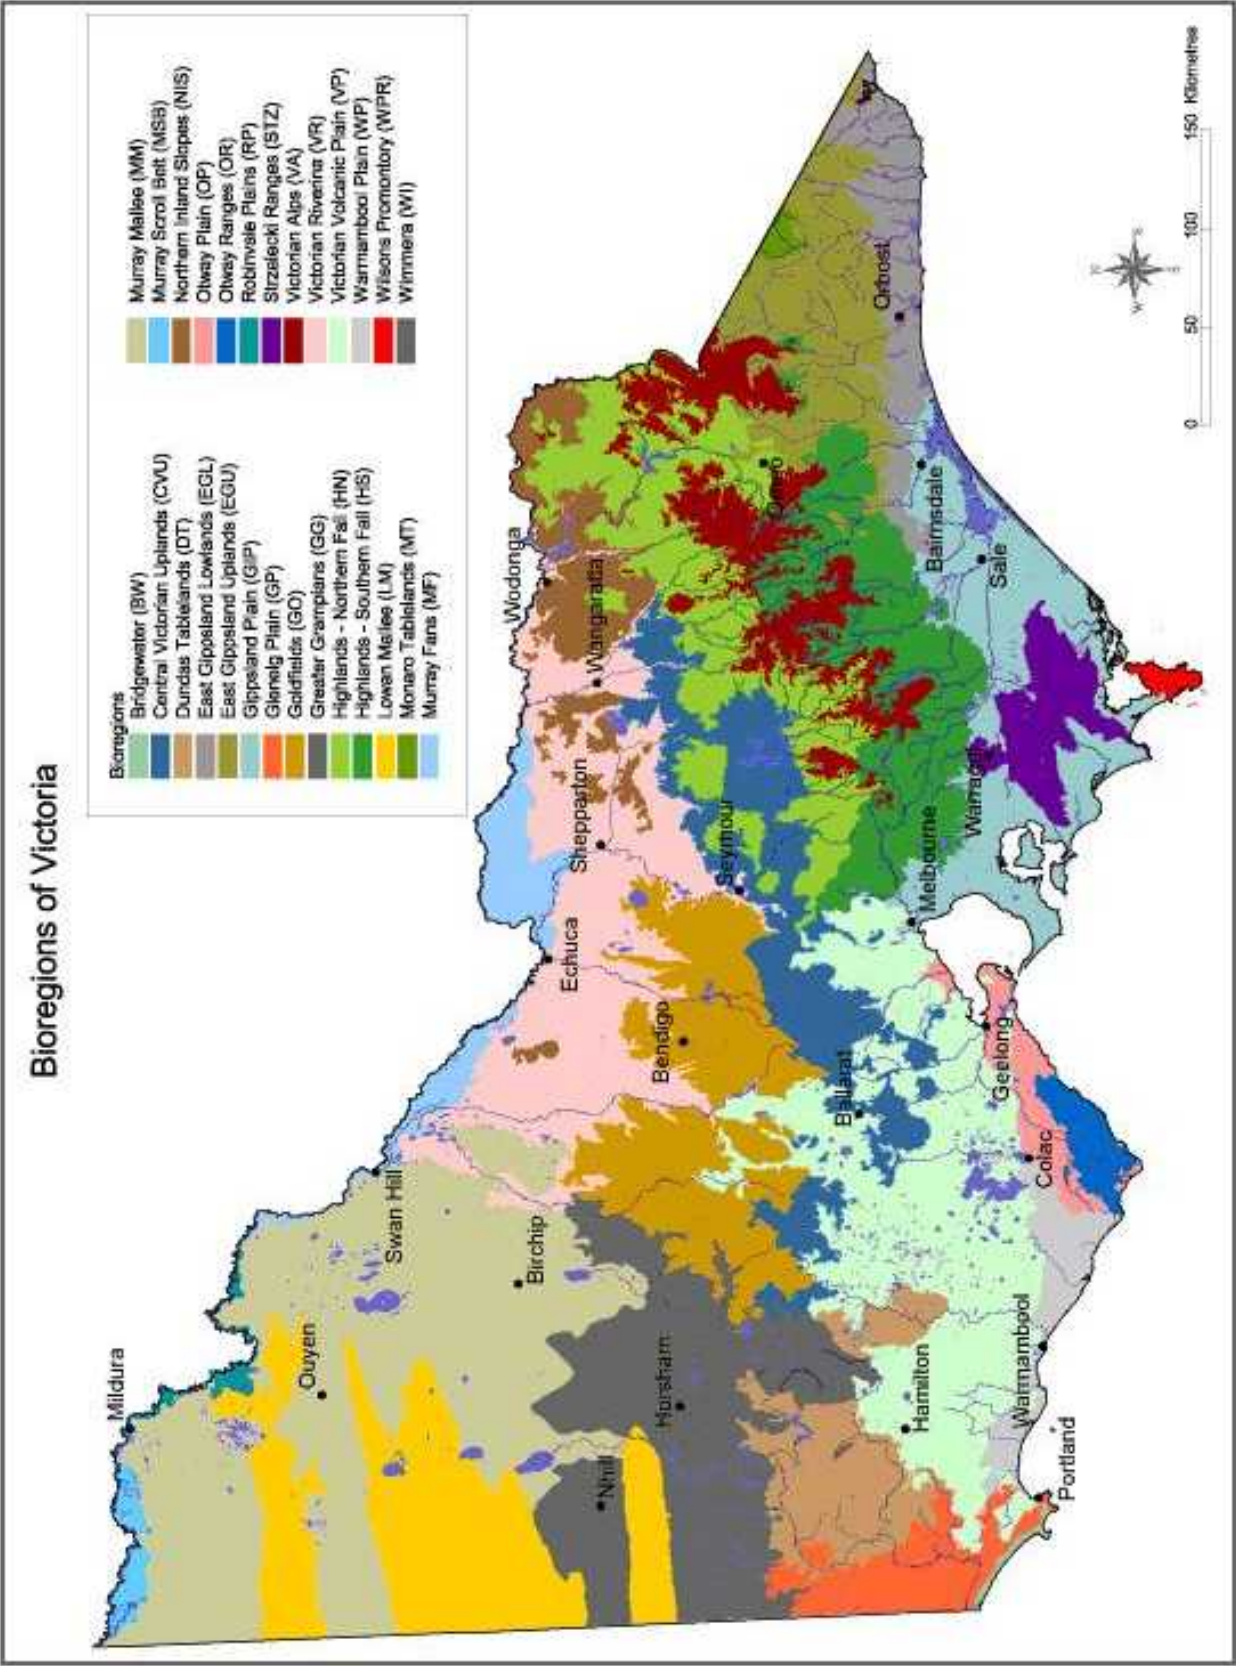 Bioregions of Victoria
Bioregions
Bridgewater (BW)
Central Victorian Uplands (CVU)
Dundas Tablelands (DT)
East Gippsland Lowlands (EGL)
East Gippsland Uplands (EGU)
Gippsland Plain (GIP)
Glenelg Plain (GP)
Goldfields (GO)
Greater Grampians (GG)
Highlands - Northern Fall (HN)
Highlands - Southern Fall (HS)
Lowan Mallee (LM)
Monaro Tablelands (MT)
Murray Fans (MF)
Murray Mallee (MM)
Murray Scroll Belt (MSB)
Northern Inland Slopes (NIS)
Otway Plain (OP)
Otway Ranges (OR)
Robinvale Plains (RP)
Strzelecki Ranges (STZ)
Victorian Alps (VA)
Victorian Riverina (VR)
Victorian Volcanic Plain (VP)
Warrnambool Plain (WP)
Wilsons Promontory (WPR)
Wimmera (WI)
Mildura
Ouyen
Swan Hill
Birchip
Nhill
Horsham
Echuca
Bendigo
Shepparton
Wodonga
Wangaratta
Seymour
Omeo
Ballarat
Melbourne
Hamilton
Warragul
Bairnsdale
Sale
Orbost
Geelong
Colac
Warrnambool
Portland
0 50 100 150 Kilometres
W